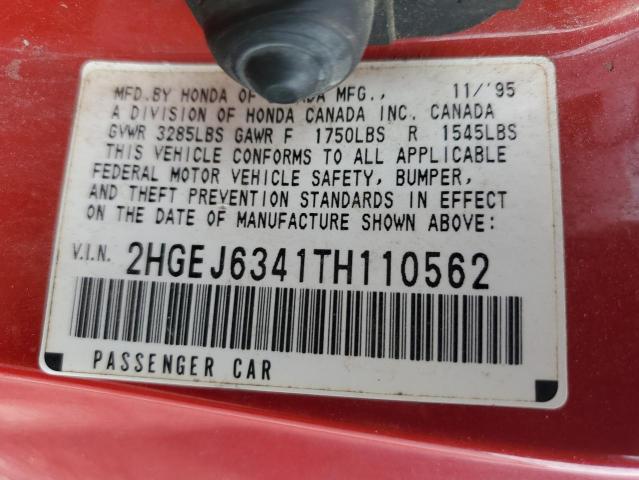 MFD.BY HONDA OF MFG., 11/'95
A DIVISION OF HONDA CANADA INC. CANADA
GVWR 3285LBS GAWR F 1750LBS R 1545LBS
THIS VEHICLE CONFORMS TO ALL APPLICABLE
FEDERAL MOTOR VEHICLE SAFETY, BUMPER,
AND THEFT PREVENTION STANDARDS IN EFFECT
ON THE DATE OF MANUFACTURE SHOWN ABOVE:
V.I.N. 2HGEJ6341TH110562
PASSENGER CAR